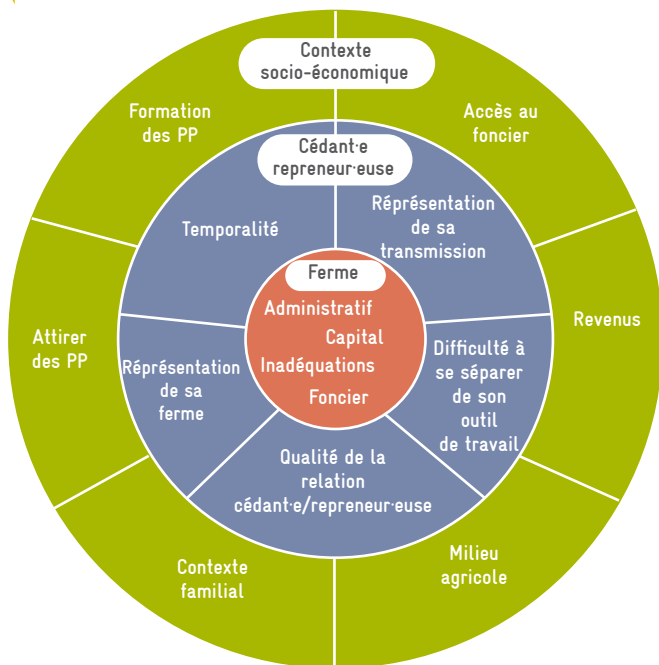 Contexte
socio-économique
Formation
des PP
Accès au
foncier
Cédant·e
repreneur·euse
Temporalité
Réprésentation
de sa
transmission
Ferme
Administratif
Capital
Inadéquations
Foncier
Revenus
Attirer
des PP
Réprésentation
de sa
ferme
Difficulté à
se séparer
de son
outil
de travail
Qualité de la
relation
cédant·e/repreneur·euse
Contexte
familial
Milieu
agricole